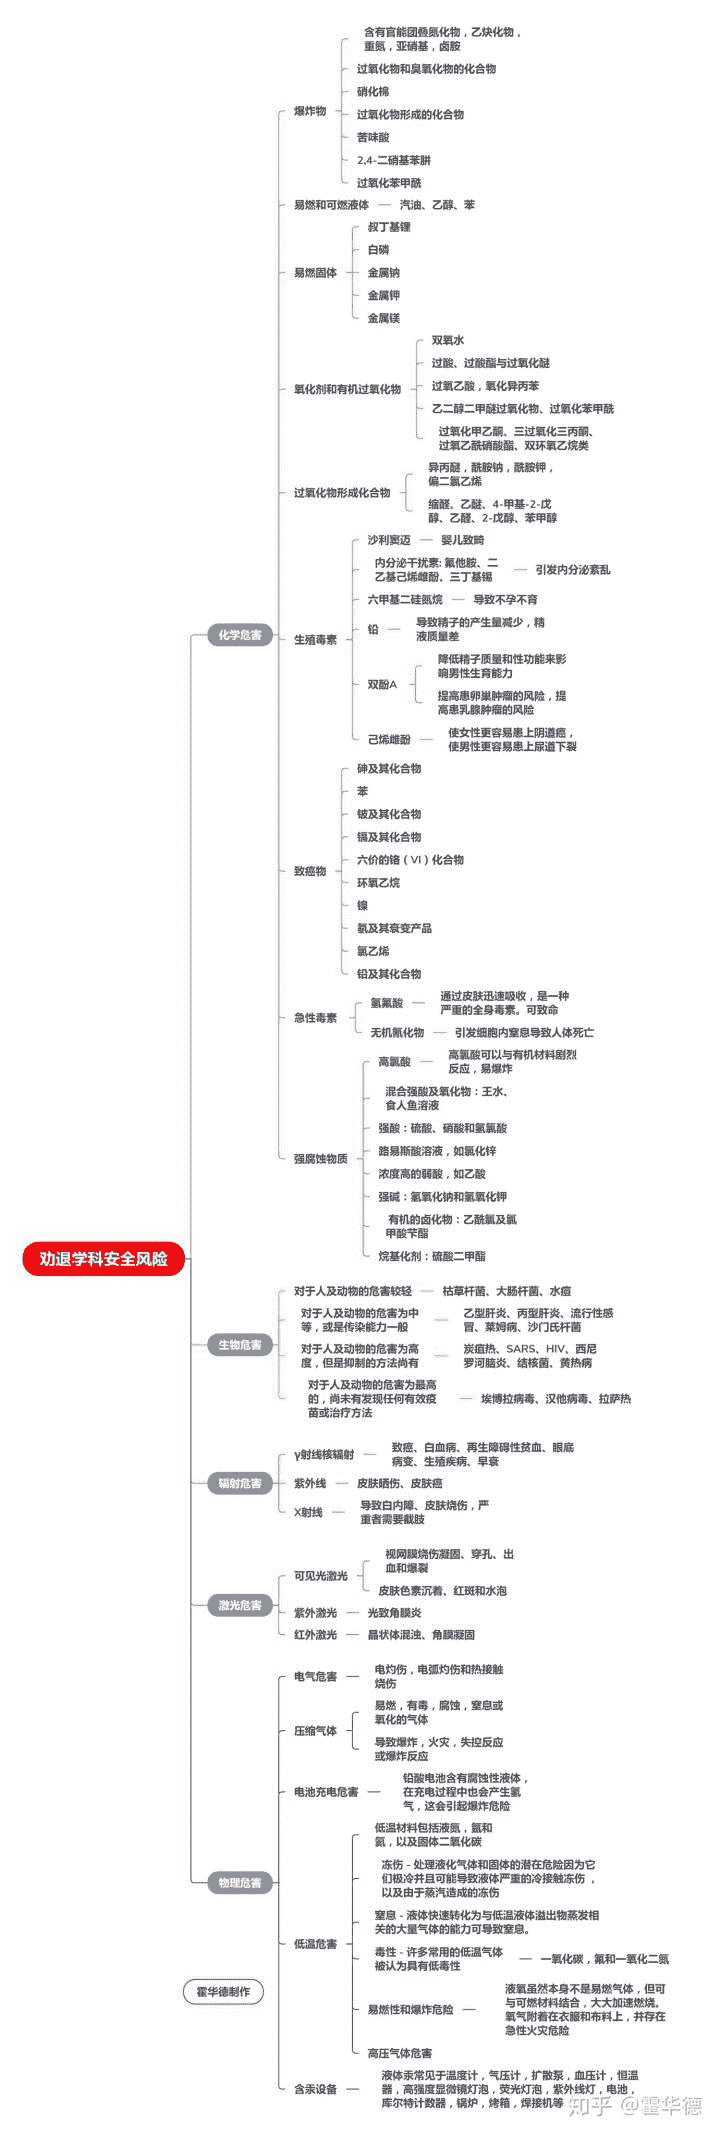 含有官能团叠氮化物，乙炔化物，
重氮，亚硝基，卤胺
过氧化物和臭氧化物的化合物
硝化棉
爆炸物
过氧化物形成的化合物
苦味酸
2,4-二硝基苯肼
过氧化苯甲酰
易燃和可燃液体
汽油、乙醇、苯
叔丁基锂
白磷
易燃固体
金属钠
金属钾
金属镁
双氧水
过酸、过酸酯与过氧化醚
氧化剂和有机过氧化物
过氧乙酸，氧化异丙苯
乙二醇二甲醚过氧化物、过氧化苯甲酰
过氧化甲乙酮、三过氧化三丙酮、
过氧乙酰硝酸酯、双环氧乙烷类
过氧化物形成化合物
异丙醚，酰胺钠，酰胺钾，
偏二氯乙烯
缩醛、乙醚、4-甲基-2-戊
醇、乙醛、2-戊醇、苯甲醇
化学危害
生殖毒素
沙利窦迈
婴儿致畸
内分泌干扰素: 氟他胺、二
乙基己烯雌酚、三丁基锡
引发内分泌紊乱
六甲基二硅氮烷
导致不孕不育
铅
导致精子的产生量减少，精
液质量差
双酚A
降低精子质量和性功能来影
响男性生育能力
提高患卵巢肿瘤的风险，提
高患乳腺肿瘤的风险
己烯雌酚
使女性更容易患上阴道癌，
使男性更容易患上尿道下裂
致癌物
砷及其化合物
苯
铍及其化合物
镉及其化合物
六价的铬（VI）化合物
环氧乙烷
镍
氡及其衰变产品
氯乙烯
铅及其化合物
急性毒素
氢氟酸
通过皮肤迅速吸收，是一种
严重的全身毒素。可致命
无机氰化物
引发细胞内窒息导致人体死亡
强腐蚀物质
高氯酸
高氯酸可以与有机材料剧烈
反应，易爆炸
混合强酸及氧化物：王水、
食人鱼溶液
强酸：硫酸、硝酸和氢氯酸
路易斯酸溶液，如氯化锌
浓度高的弱酸，如乙酸
强碱：氢氧化钠和氢氧化钾
有机的卤化物：乙酰氯及氯
甲酸苄酯
烷基化剂：硫酸二甲酯
劝退学科安全风险
生物危害
对于人及动物的危害较轻
枯草杆菌、大肠杆菌、水痘
对于人及动物的危害为中
等，或是传染能力一般
乙型肝炎、丙型肝炎、流行性感
冒、莱姆病、沙门氏杆菌
对于人及动物的危害为高
度，但是抑制的方法尚有
炭疽热、SARS、HIV、西尼
罗河脑炎、结核菌、黄热病
对于人及动物的危害为最高
的，尚未有发现任何有效疫
苗或治疗方法
埃博拉病毒、汉他病毒、拉萨热
辐射危害
γ射线核辐射
致癌、白血病、再生障碍性贫血、眼底
病变、生殖疾病、早衰
紫外线
皮肤晒伤、皮肤癌
X射线
导致白内障、皮肤烧伤，严
重者需要截肢
激光危害
可见光激光
视网膜烧伤凝固、穿孔、出
血和爆裂
皮肤色素沉着、红斑和水泡
紫外激光
光致角膜炎
红外激光
晶状体混浊、角膜凝固
物理危害
电气危害
电灼伤，电弧灼伤和热接触
烧伤
压缩气体
易燃，有毒，腐蚀，窒息或
氧化的气体
导致爆炸，火灾，失控反应
或爆炸反应
电池充电危害
铅酸电池含有腐蚀性液体，
在充电过程中也会产生氢
气，这会引起爆炸危险
低温危害
低温材料包括液氮，氩和
氦，以及固体二氧化碳
冻伤 - 处理液化气体和固体的潜在危险因为它
们极冷并且可能导致液体严重的冷接触冻伤，
以及由于蒸汽造成的冻伤
窒息 - 液体快速转化为与低温液体溢出物蒸发相
关的大量气体的能力可导致窒息。
毒性 - 许多常用的低温气体
被认为具有低毒性
一氧化碳，氟和一氧化二氮
易燃性和爆炸危险
液氧虽然本身不是易燃气体，但可
与可燃材料结合，大大加速燃烧。
氧气附着在衣服和布料上，并存在
急性火灾危险
高压气体危害
霍华德制作
含汞设备
液体汞常见于温度计，气压计，扩散泵，血压计，恒温
器，高强度显微镜灯泡，荧光灯泡，紫外线灯，电池，
库尔特计数器，锅炉，烤箱，焊接机等
知乎 @霍华德